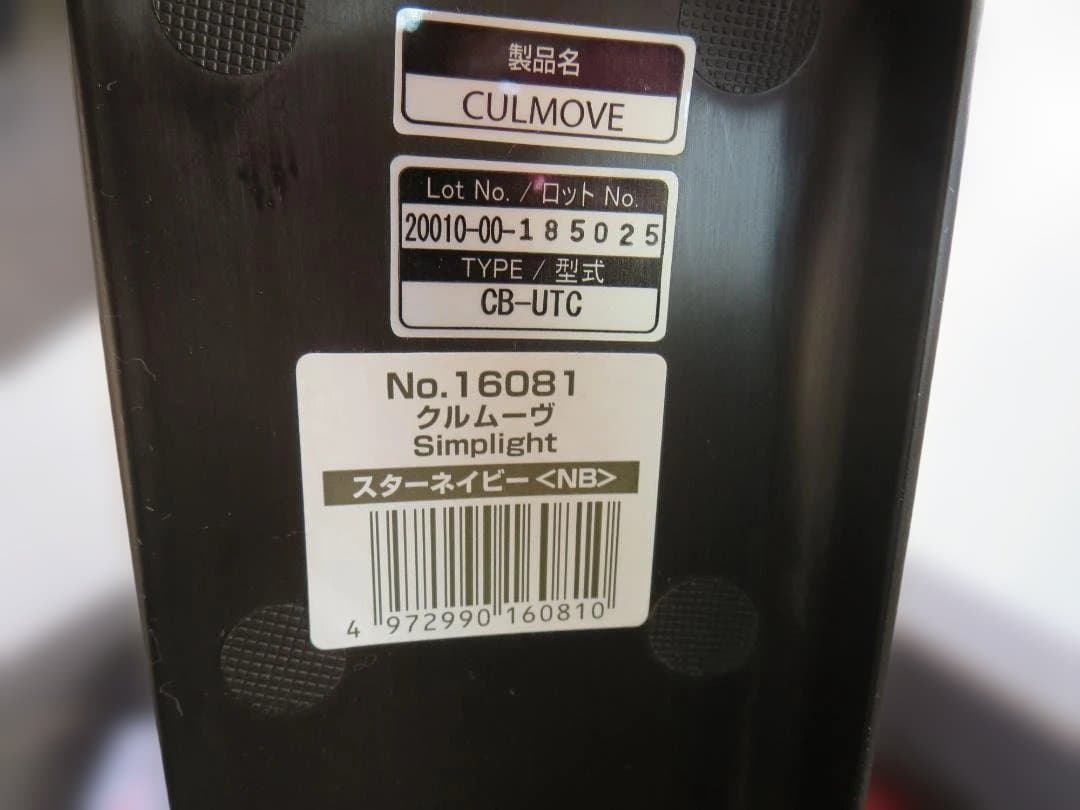 製品名
CULMOVE
Lot No. / ロット No.
20010-00-185025
TYPE / 型式
CB-UTC
No.16081
クルムーヴ
Simplight
スターネイビー<NB>
4 972990 160810